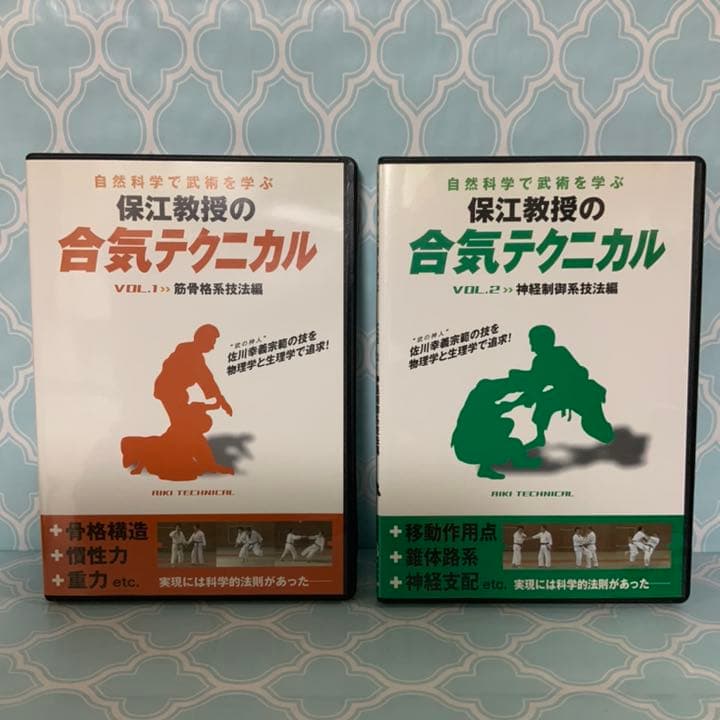 自然科学で武術を学ぶ
保江教授の
合気テクニカル
VOL.1 >> 筋骨格系技法編
"武の神人"
佐川幸義宗範の技を
物理学と生理学で追求!
AIKI TECHNICAL
+骨格構造
+慣性力
+重力 etc.
実現には科学的法則があった
自然科学で武術を学ぶ
保江教授の
合気テクニカル
VOL.2 >> 神経制御系技法編
"武の神人"
佐川幸義宗範の技を
物理学と生理学で追求!
AIKI TECHNICAL
+移動作用点
+錐体路系
+神経支配 etc.
実現には科学的法則があった